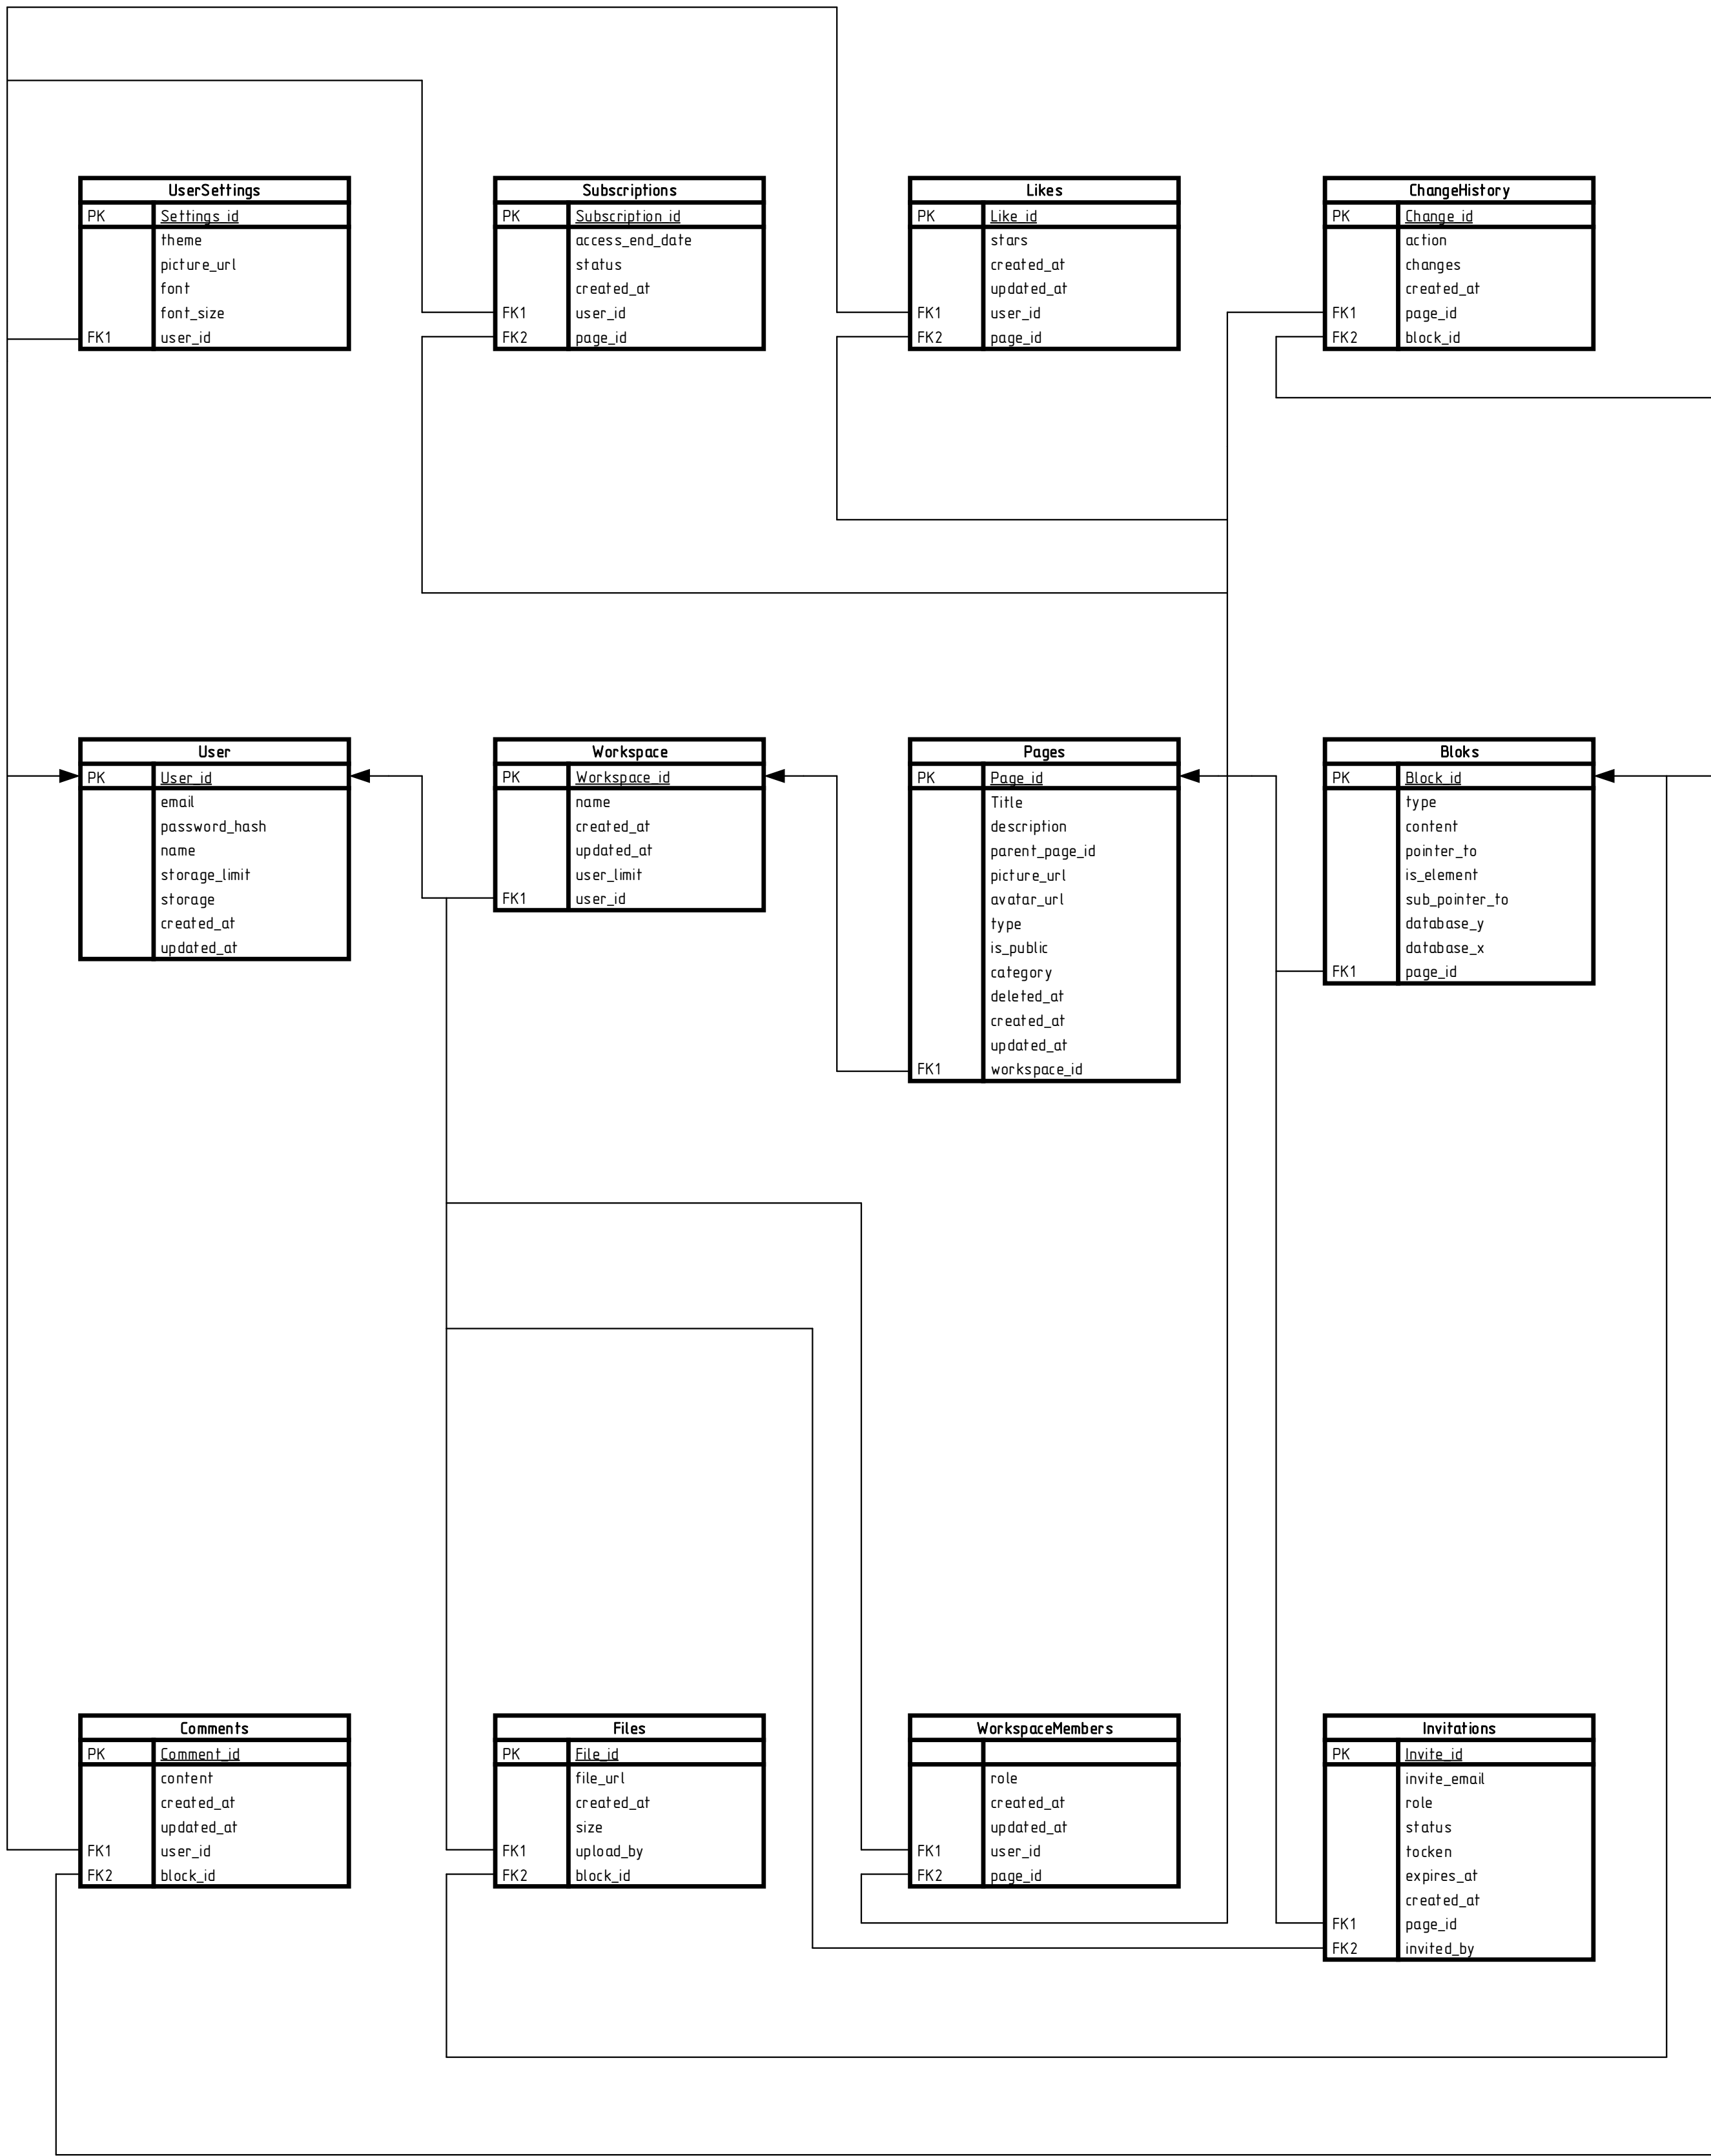 UserSettings
PK Settings_id
theme
picture_url
font
font_size
FK1 user_id
Subscriptions
PK Subscription_id
access_end_date
status
created_at
FK1 user_id
FK2 page_id
Likes
PK Like_id
stars
created_at
updated_at
FK1 user_id
FK2 page_id
ChangeHistory
PK Change_id
action
changes
created_at
FK1 page_id
FK2 block_id
User
PK User_id
email
password_hash
name
storage_limit
storage
created_at
updated_at
Workspace
PK Workspace_id
name
created_at
updated_at
user_limit
FK1 user_id
Pages
PK Page_id
Title
description
parent_page_id
picture_url
avatar_url
type
is_public
category
deleted_at
created_at
updated_at
FK1 workspace_id
Bloks
PK Block_id
type
content
pointer_to
is_element
sub_pointer_to
database_y
database_x
FK1 page_id
Comments
PK Comment_id
content
created_at
updated_at
FK1 user_id
FK2 block_id
Files
PK File_id
file_url
created_at
size
FK1 upload_by
FK2 block_id
WorkspaceMembers
role
created_at
updated_at
FK1 user_id
FK2 page_id
Invitations
PK Invite_id
invite_email
role
status
tocken
expires_at
created_at
FK1 page_id
FK2 invited_by